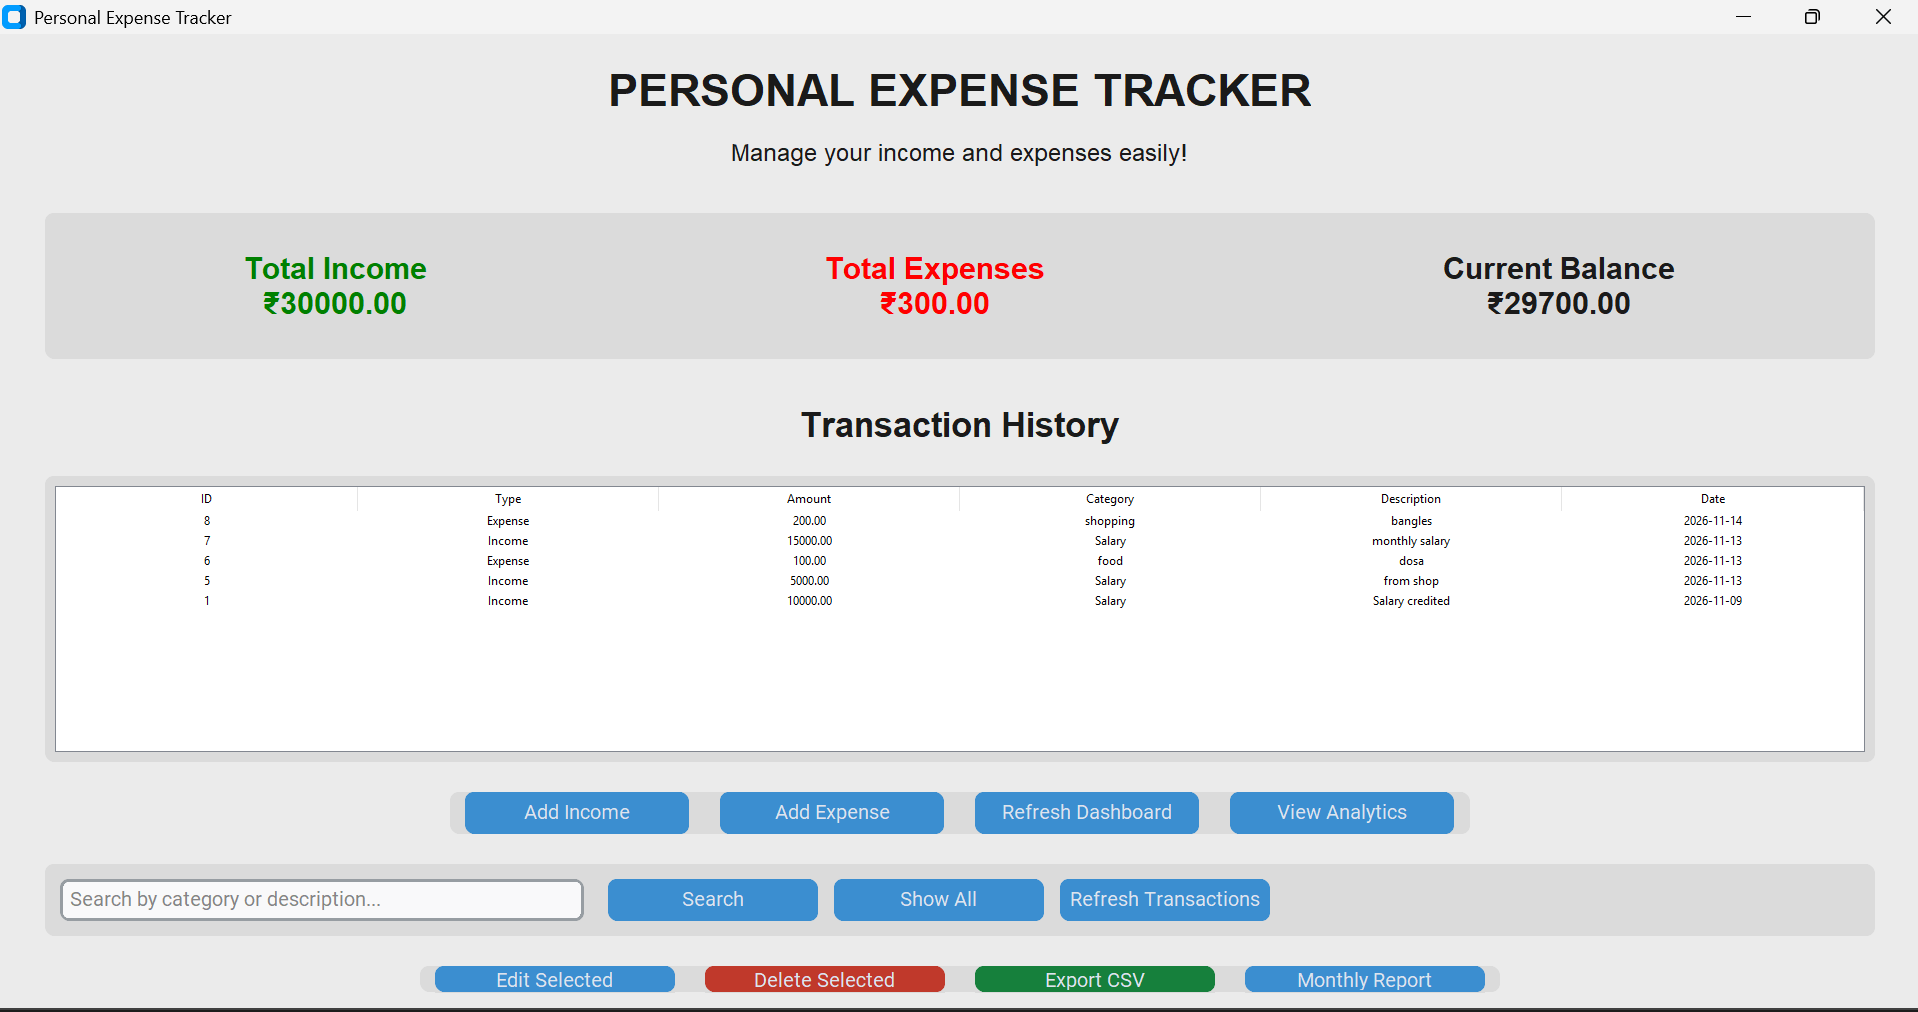 Personal Expense Tracker
PERSONAL EXPENSE TRACKER
Manage your income and expenses easily!
Total Income Total Expenses Current Balance
₹30000.00 ₹300.00 ₹29700.00
Transaction History
ID Type Amount Category Description Date
8 Expense 200.00 shopping bangles 2026-11-14
7 Income 15000.00 Salary monthly salary 2026-11-13
6 Expense 100.00 food dosa 2026-11-13
5 Income 5000.00 Salary from shop 2026-11-13
1 Income 10000.00 Salary Salary credited 2026-11-09
Add Income Add Expense Refresh Dashboard View Analytics
Search by category or description... Search Show All Refresh Transactions
Edit Selected Delete Selected Export CSV Monthly Report